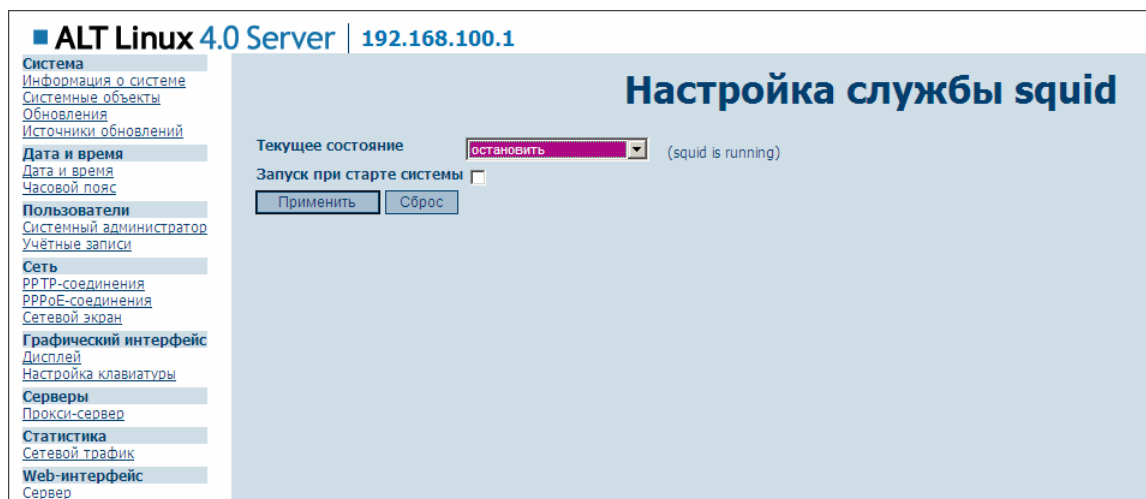 ALT Linux 4.0 Server 192.168.100.1
Система
Информация о системе
Системные объекты
Обновления
Источники обновлений
Дата и время
Дата и время
Часовой пояс
Пользователи
Системный администратор
Учётные записи
Сеть
PPTP-соединения
PPPoE-соединения
Сетевой экран
Графический интерфейс
Дисплей
Настройка клавиатуры
Серверы
Прокси-сервер
Статистика
Сетевой трафик
Web-интерфейс
Сервер
Настройка службы squid
Текущее состояние остановить (squid is running)
Запуск при старте системы
Применить Сброс